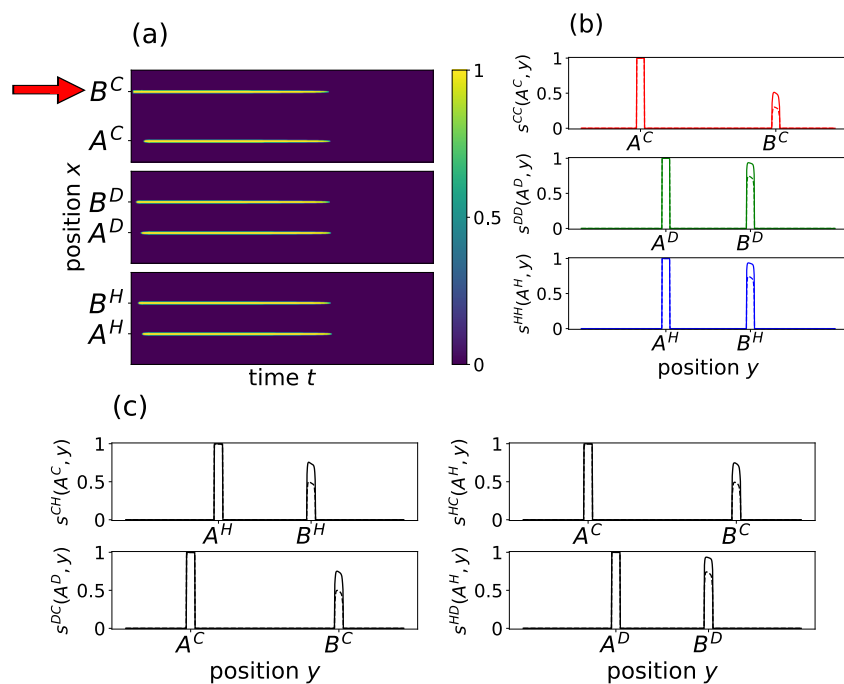 (a)
B^C
A^C
B^D
A^D
B^H
A^H
position x
time t
1
0.5
0
(b)
s^{CC}(A^C, y)
1
0.5
0
A^C
B^C
s^{DD}(A^D, y)
1
0.5
0
A^D
B^D
s^{HH}(A^H, y)
1
0.5
0
A^H
B^H
position y
(c)
s^{CH}(A^C, y)
1
0.5
0
A^H
B^H
s^{HC}(A^H, y)
1
0.5
0
A^C
B^C
s^{DC}(A^D, y)
1
0.5
0
A^C
B^C
position y
s^{HD}(A^H, y)
1
0.5
0
A^D
B^D
position y